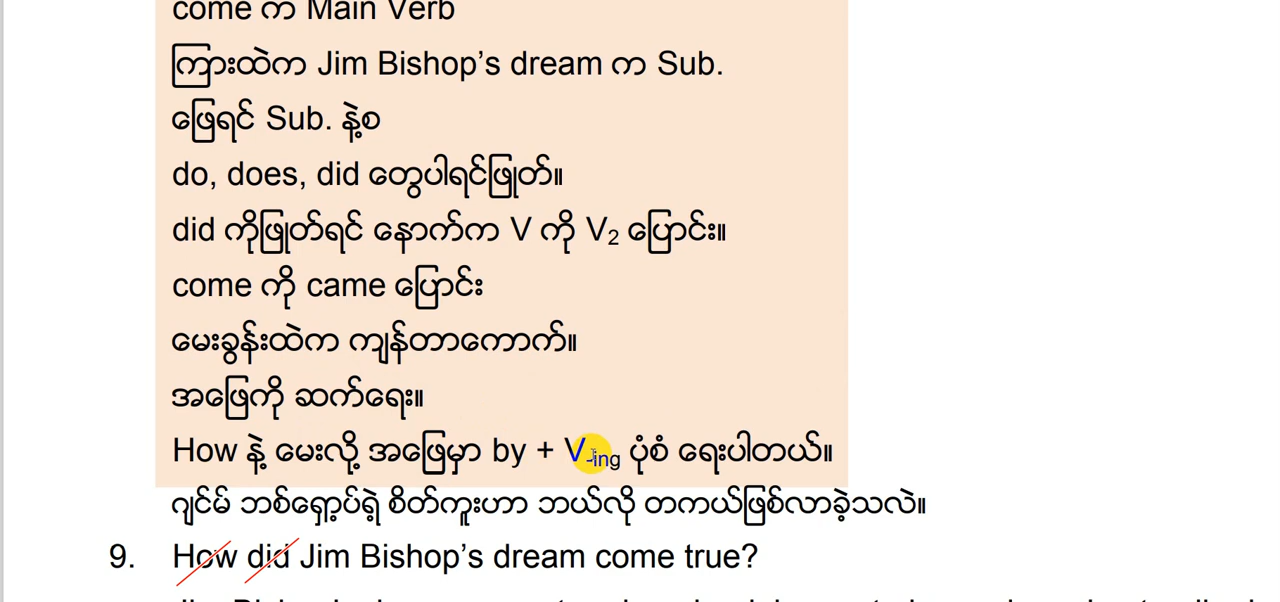 come က Main Verb
ကြားထဲက Jim Bishop’s dream က Sub.
ဖြေရင် Sub. နဲ့စ
do, does, did တွေပါရင်ဖြုတ်။
did ကိုဖြုတ်ရင် နောက်က V ကို V₂ ပြောင်း။
come ကို came ပြောင်း
မေးခွန်းထဲက ကျန်တာကောက်။
အဖြေကို ဆက်ရေး။
How နဲ့ မေးလို့ အဖြေမှာ by + V-ing ပုံစံ ရေးပါတယ်။
ဂျင်မ် ဘစ်ရှော့ပ်ရဲ့ စိတ်ကူးဟာ ဘယ်လို တကယ်ဖြစ်လာခဲ့သလဲ။
9. How did Jim Bishop’s dream come true?